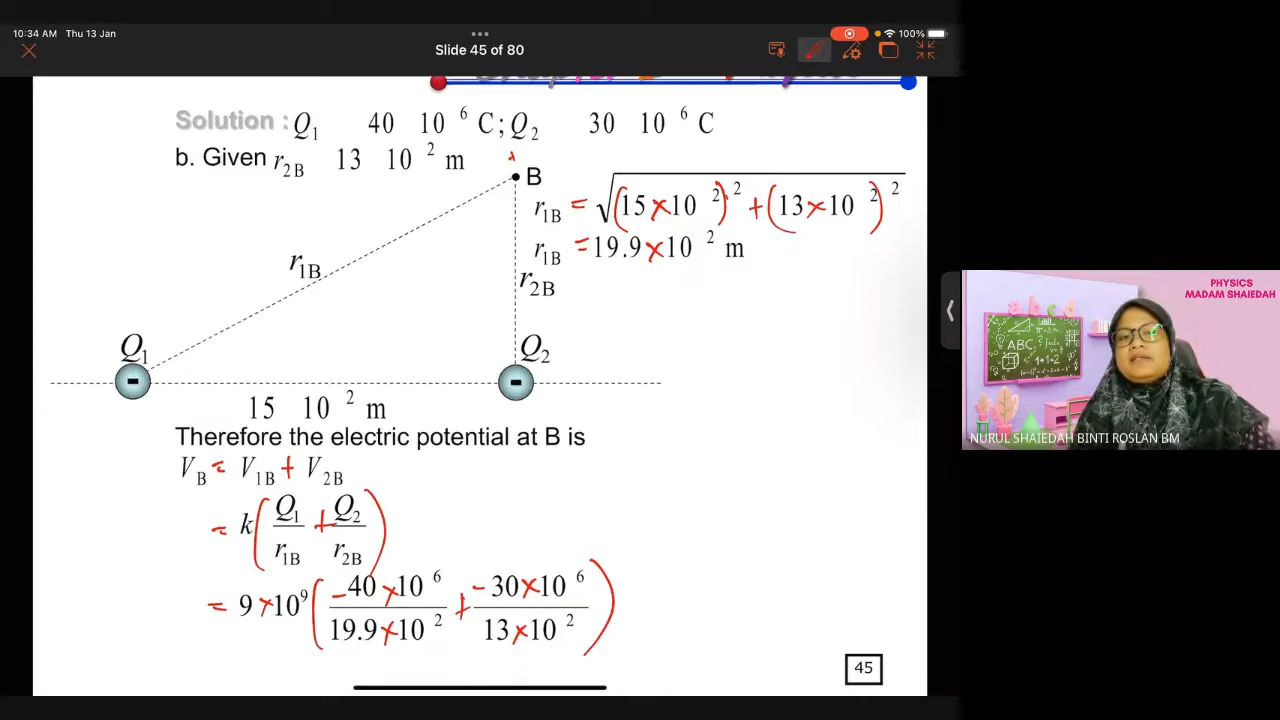 10:34 AM Thu 13 Jan
100%
Slide 45 of 80
Solution : Q1 40 10 6 C ; Q2 30 10 6 C
b. Given r2B 13 10 2 m
B
r1B = √(15×10 2)2 + (13×10 2)2
r1B = 19.9×10 2 m
r1B
r2B
Q1
Q2
- -
15 10 2 m
Therefore the electric potential at B is
VB = V1B + V2B
= k(Q1/r1B + Q2/r2B)
= 9×10⁹(-40×10 6/19.9×10 2 + -30×10 6/13×10 2)
45
PHYSICS
MADAM SHAIEDAH
a b c d
ABC
1+1=2
NURUL SHAIEDAH BINTI ROSLAN BM